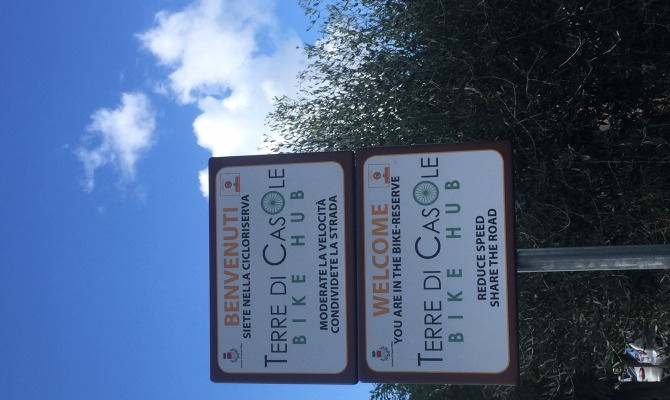 BENVENUTI
SIETE NELLA CICLORISERVA
TERRE DI CASOLE
BIKE HUB
MODERATE LA VELOCITÀ
CONDIVIDETE LA STRADA
WELCOME
YOU ARE IN THE BIKE-RESERVE
TERRE DI CASOLE
BIKE HUB
REDUCE SPEED
SHARE THE ROAD